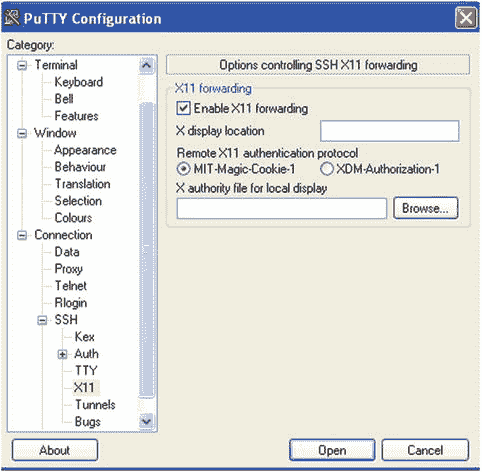 PuTTY Configuration
Category:
Terminal
Keyboard
Bell
Features
Window
Appearance
Behaviour
Translation
Selection
Colours
Connection
Data
Proxy
Telnet
Rlogin
SSH
Kex
Auth
TTY
X11
Tunnels
Bugs
Options controlling SSH X11 forwarding
X11 forwarding
Enable X11 forwarding
X display location
Remote X11 authentication protocol
MIT-Magic-Cookie-1 XDM-Authorization-1
X authority file for local display
Browse...
About Open Cancel